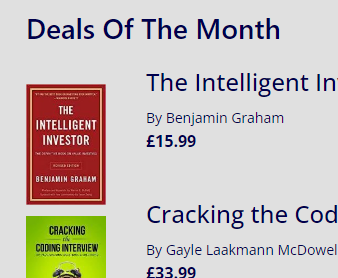 Deals Of The Month
THE
INTELLIGENT
INVESTOR
BENJAMIN GRAHAM
The Intelligent In
By Benjamin Graham
£15.99
CRACKING
the
CODING INTERVIEW
Cracking the Cod
By Gayle Laakmann McDowel
£33.99